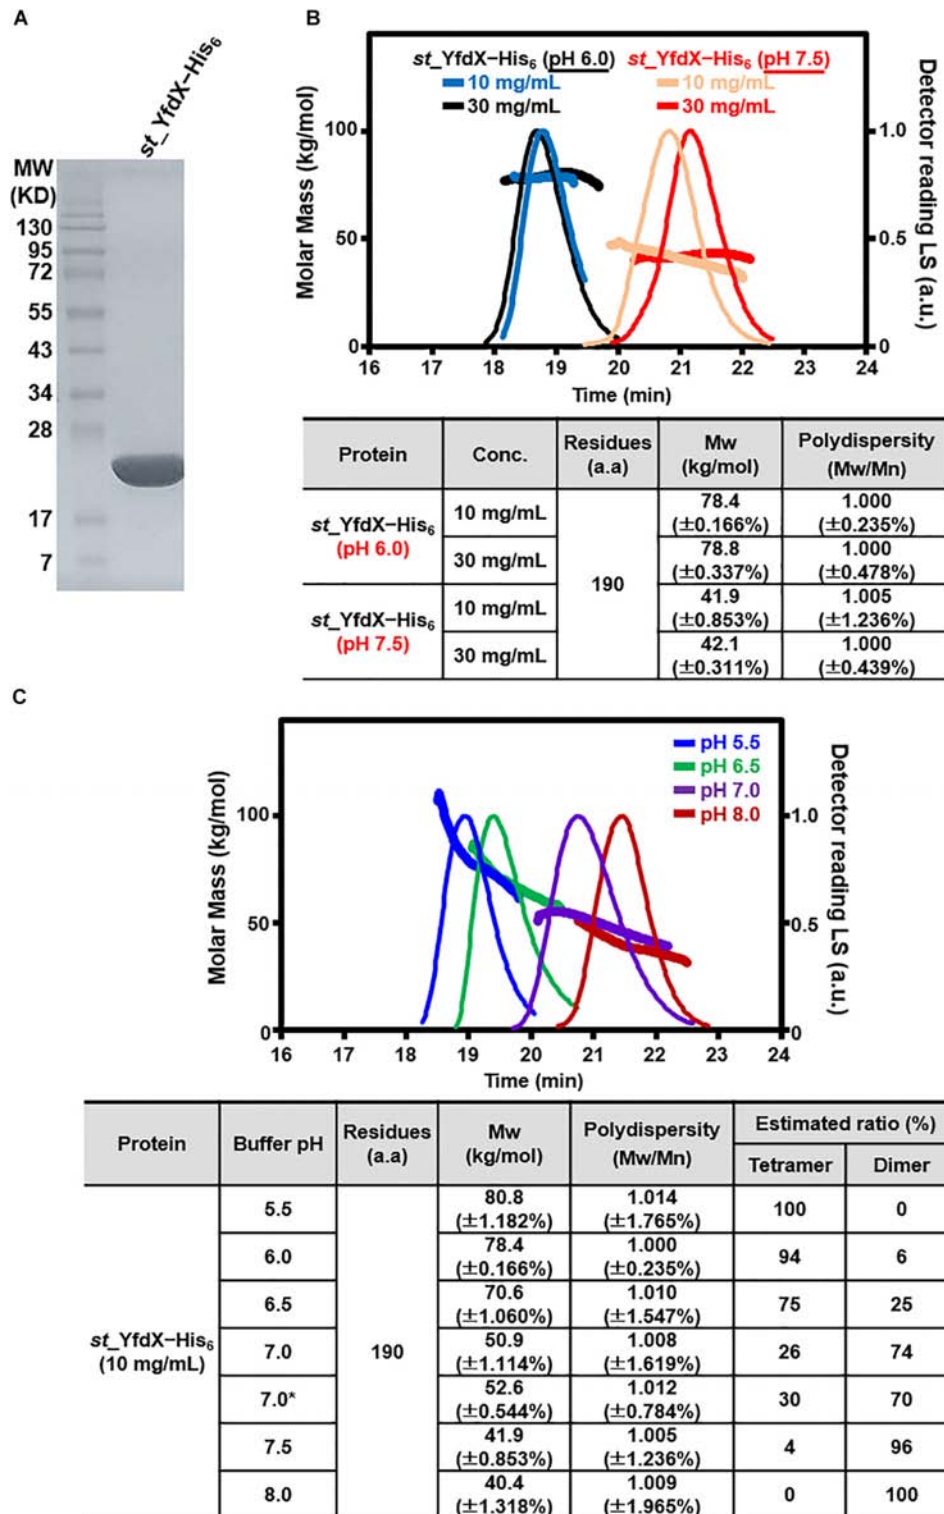 A
st_YfdX−His6
MW
(KD)
130
95
72
55
43
34
28
17
7
B
st_YfdX−His6 (pH 6.0) st_YfdX−His6 (pH 7.5)
10 mg/mL 10 mg/mL
30 mg/mL 30 mg/mL
Molar Mass (kg/mol)
100
50
0
Detector reading LS (a.u.)
1.0
0.5
0
16 17 18 19 20 21 22 23 24
Time (min)
Protein Conc. Residues (a.a) Mw (kg/mol) Polydispersity (Mw/Mn)
st_YfdX−His6 (pH 6.0) 10 mg/mL 190 78.4 (±0.166%) 1.000 (±0.235%)
30 mg/mL 78.8 (±0.337%) 1.000 (±0.478%)
st_YfdX−His6 (pH 7.5) 10 mg/mL 41.9 (±0.853%) 1.005 (±1.236%)
30 mg/mL 42.1 (±0.311%) 1.000 (±0.439%)
C
pH 5.5
pH 6.5
pH 7.0
pH 8.0
Molar Mass (kg/mol)
100
50
0
Detector reading LS (a.u.)
1.0
0.5
0
16 17 18 19 20 21 22 23 24
Time (min)
Protein Buffer pH Residues (a.a) Mw (kg/mol) Polydispersity (Mw/Mn) Estimated ratio (%)
Tetramer Dimer
st_YfdX−His6 (10 mg/mL) 190
5.5 80.8 (±1.182%) 1.014 (±1.765%) 100 0
6.0 78.4 (±0.166%) 1.000 (±0.235%) 94 6
6.5 70.6 (±1.060%) 1.010 (±1.547%) 75 25
7.0 50.9 (±1.114%) 1.008 (±1.619%) 26 74
7.0* 52.6 (±0.544%) 1.012 (±0.784%) 30 70
7.5 41.9 (±0.853%) 1.005 (±1.236%) 4 96
8.0 40.4 (±1.318%) 1.009 (±1.965%) 0 100